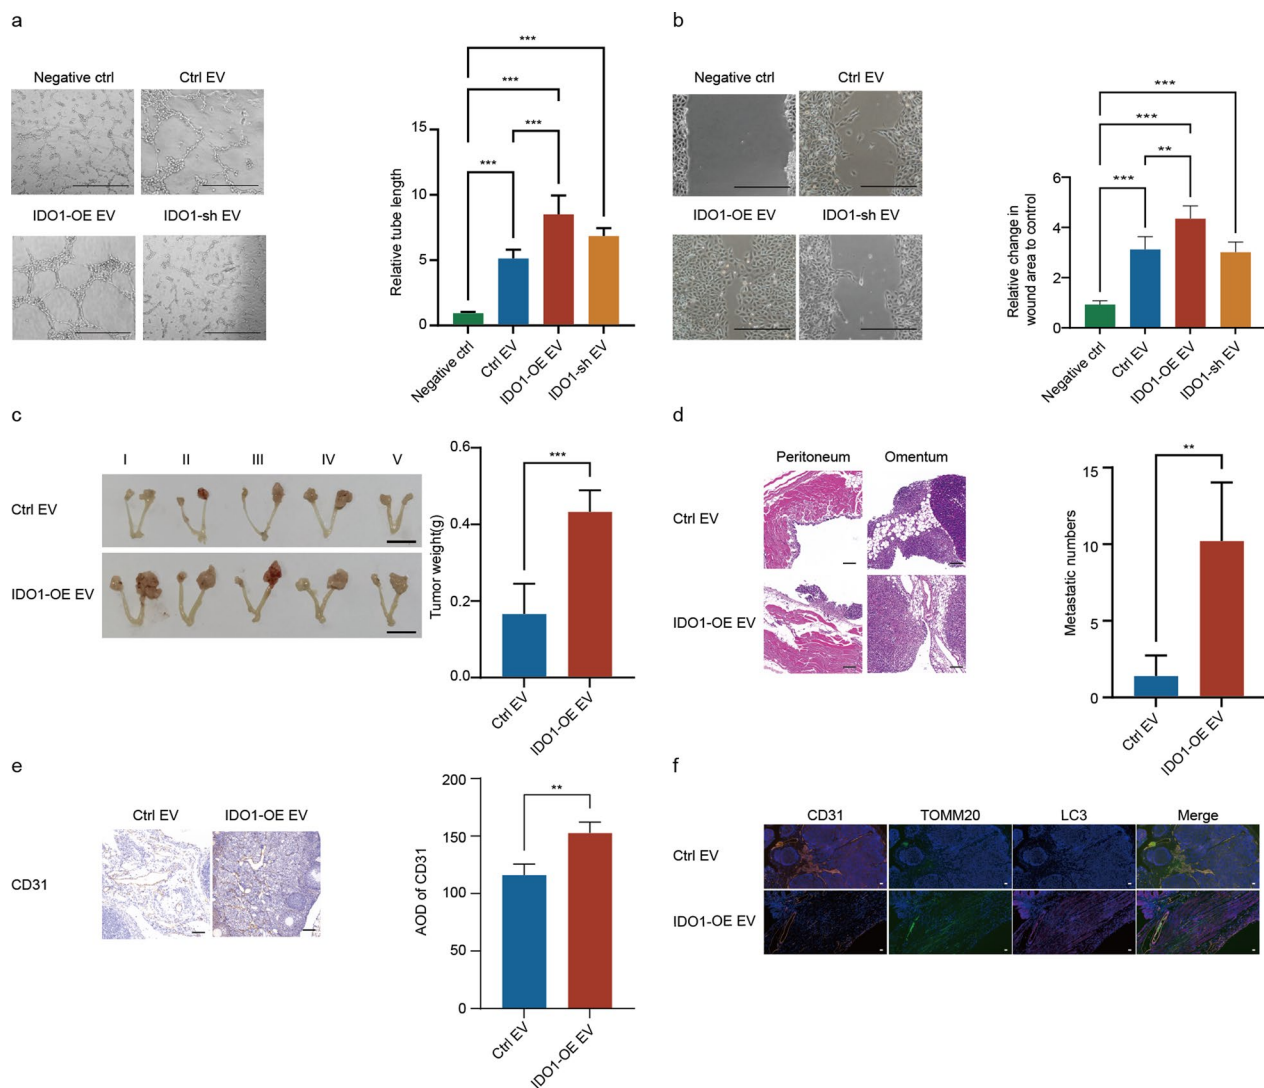 a
Negative ctrl
Ctrl EV
IDO1-OE EV
IDO1-sh EV
***
***
***
***
Relative tube length
15
10
5
0
Negative ctrl
Ctrl EV
IDO1-OE EV
IDO1-sh EV
b
Negative ctrl
Ctrl EV
IDO1-OE EV
IDO1-sh EV
***
***
**
***
Relative change in
wound area to control
6
4
2
0
Negative ctrl
Ctrl EV
IDO1-OE EV
IDO1-sh EV
c
I II III IV V
Ctrl EV
IDO1-OE EV
***
Tumor weight(g)
0.6
0.4
0.2
0.0
Ctrl EV
IDO1-OE EV
d
Peritoneum Omentum
Ctrl EV
IDO1-OE EV
**
Metastatic numbers
15
10
5
0
Ctrl EV
IDO1-OE EV
e
Ctrl EV IDO1-OE EV
CD31
**
AOD of CD31
200
150
100
50
0
Ctrl EV
IDO1-OE EV
f
CD31 TOMM20 LC3 Merge
Ctrl EV
IDO1-OE EV